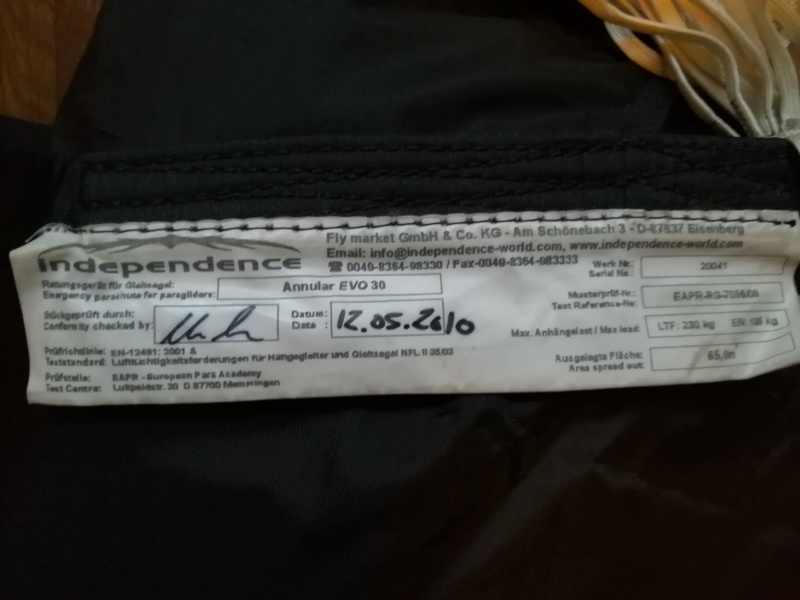 independence
Fly market GmbH & Co. KG - Am Schönebach 3 - D-87637 Eisenberg
Email: info@independence-world.com, www.independence-world.com
☎ 0049-8364-98330 / Fax-0049-8364-983333
Werk Nr.: 20041
Serial No.:
Rettungsgerät für Gleitsegel:
Emergency parachute for paragliders:
Annular EVO 30
Musterprüf-Nr.:
Test Reference-No:
Stückgeprüft durch:
Conformity checked by:
Datum:
Date :
12.05.2010
Max. Anhängelast / Max load:
LTF: 230 kg EN:
Prüfrichtlinie: EN-12491: 2001 &
Teststandard: Lufttüchtigkeitsforderungen für Hängegleiter und Gleitsegel NFL II 35/03
Ausgelegte Fläche:
Area spread out:
Prüfstelle: EAPR - European Para Academy
Test Centre: 30 D 87700 Memmingen